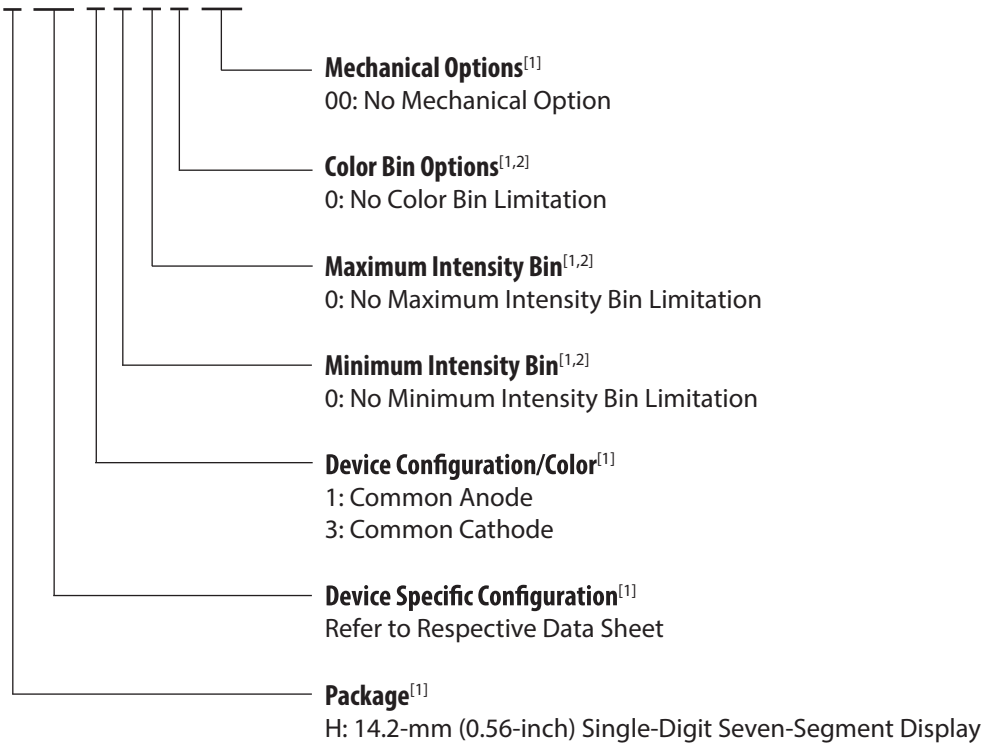 Mechanical Options[1]
00: No Mechanical Option
Color Bin Options[1,2]
0: No Color Bin Limitation
Maximum Intensity Bin[1,2]
0: No Maximum Intensity Bin Limitation
Minimum Intensity Bin[1,2]
0: No Minimum Intensity Bin Limitation
Device Configuration/Color[1]
1: Common Anode
3: Common Cathode
Device Specific Configuration[1]
Refer to Respective Data Sheet
Package[1]
H: 14.2-mm (0.56-inch) Single-Digit Seven-Segment Display